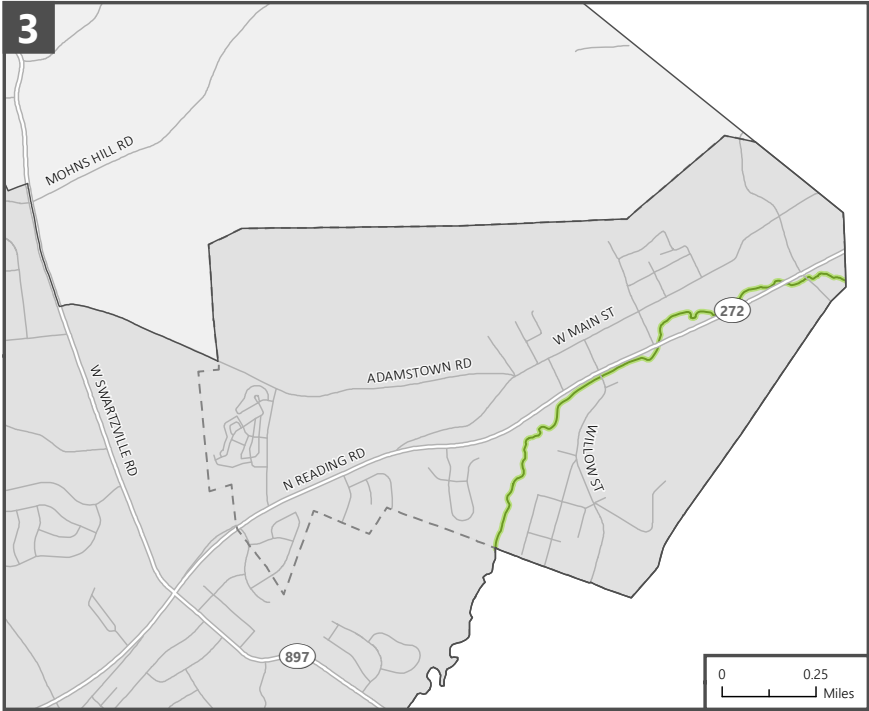 3
MOHNS HILL RD
272
W MAIN ST
ADAMSTOWN RD
W SWARTZVILLE RD
WILLOW ST
N READING RD
897
0 0.25
Miles